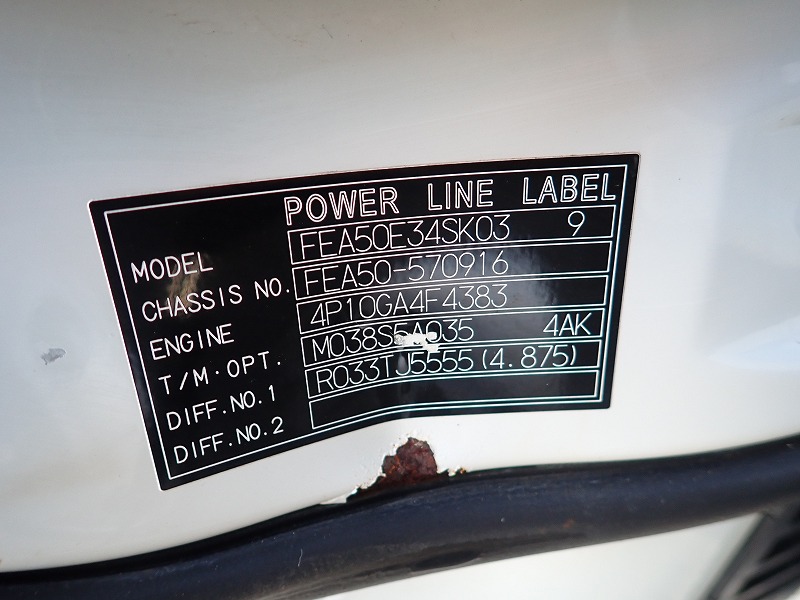 POWER LINE LABEL
MODEL FEA50E34SK03 9
CHASSIS NO. FEA50-570916
ENGINE 4P10GA4F4383
T/M·OPT. M038S5A035 4AK
DIFF.NO.1 R033TJ5555(4.875)
DIFF.NO.2